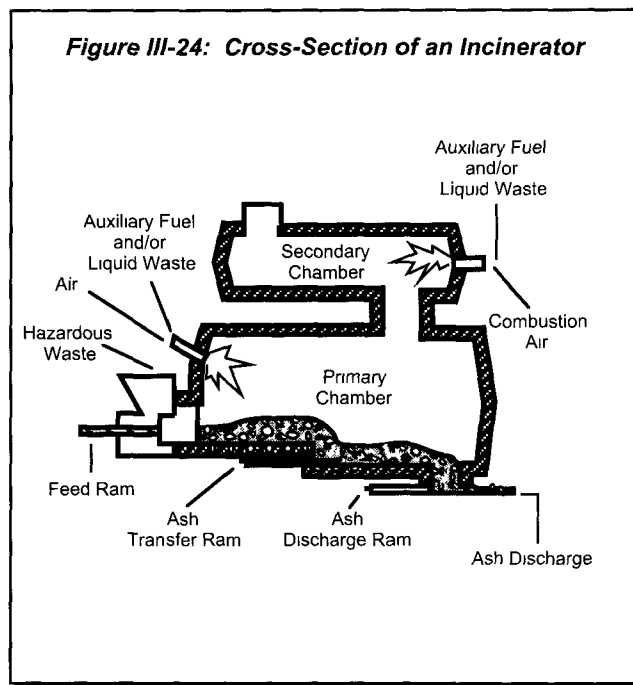 Figure III-24: Cross-Section of an Incinerator
Auxiliary Fuel
and/or
Liquid Waste
Auxiliary Fuel
and/or
Liquid Waste
Air
Hazardous
Waste
Secondary
Chamber
Combustion
Air
Primary
Chamber
Feed Ram
Ash
Transfer Ram
Ash
Discharge Ram
Ash Discharge